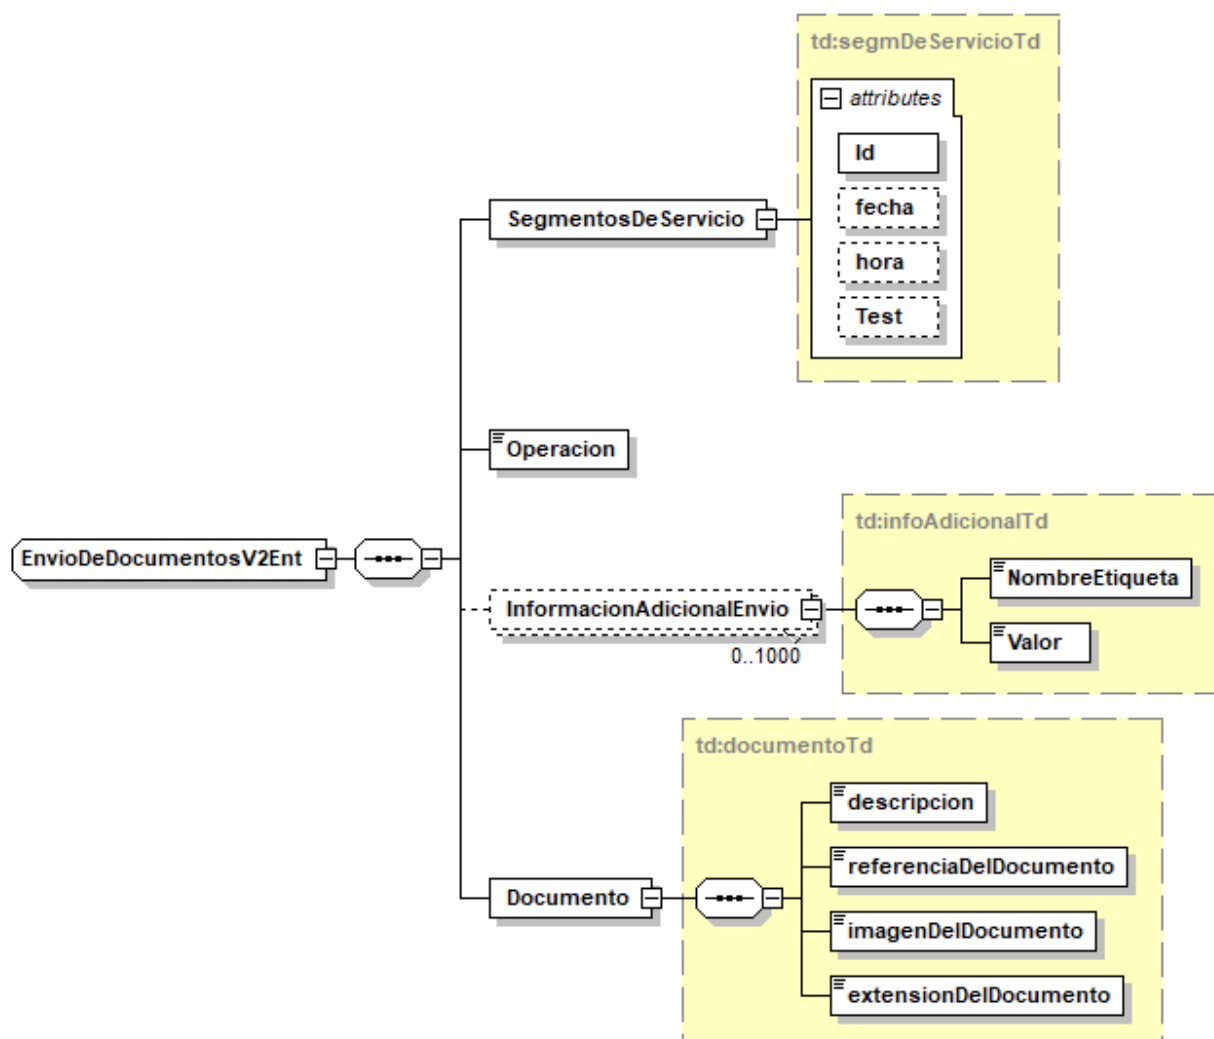 td:segmDeServicioTd
attributes
Id
fecha
hora
Test
SegmentosDeServicio
Operacion
EnvioDeDocumentosV2Ent
InformacionAdicionalEnvio
0..1000
td:infoAdicionalTd
NombreEtiqueta
Valor
td:documentoTd
Documento
descripcion
referenciaDelDocumento
imagenDelDocumento
extensionDelDocumento